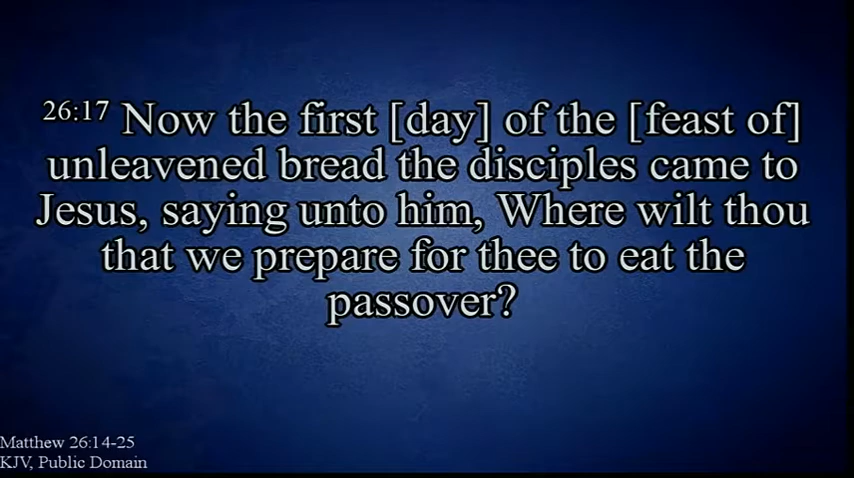 26:17 Now the first [day] of the [feast of]
unleavened bread the disciples came to
Jesus, saying unto him, Where wilt thou
that we prepare for thee to eat the
passover?
Matthew 26:14-25
KJV, Public Domain